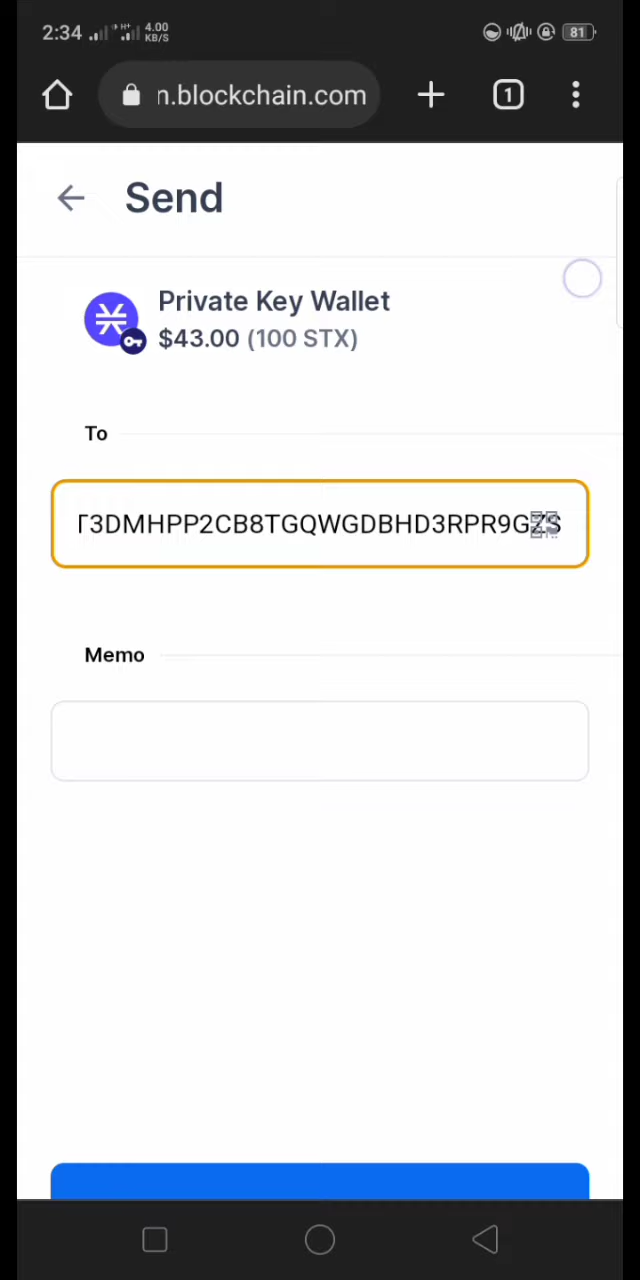 2:34 H+ 4.00 KB/S 81
n.blockchain.com 1
Send
Private Key Wallet
$43.00 (100 STX)
To
T3DMHPP2CB8TGQWGDBHD3RPR9GZS
Memo